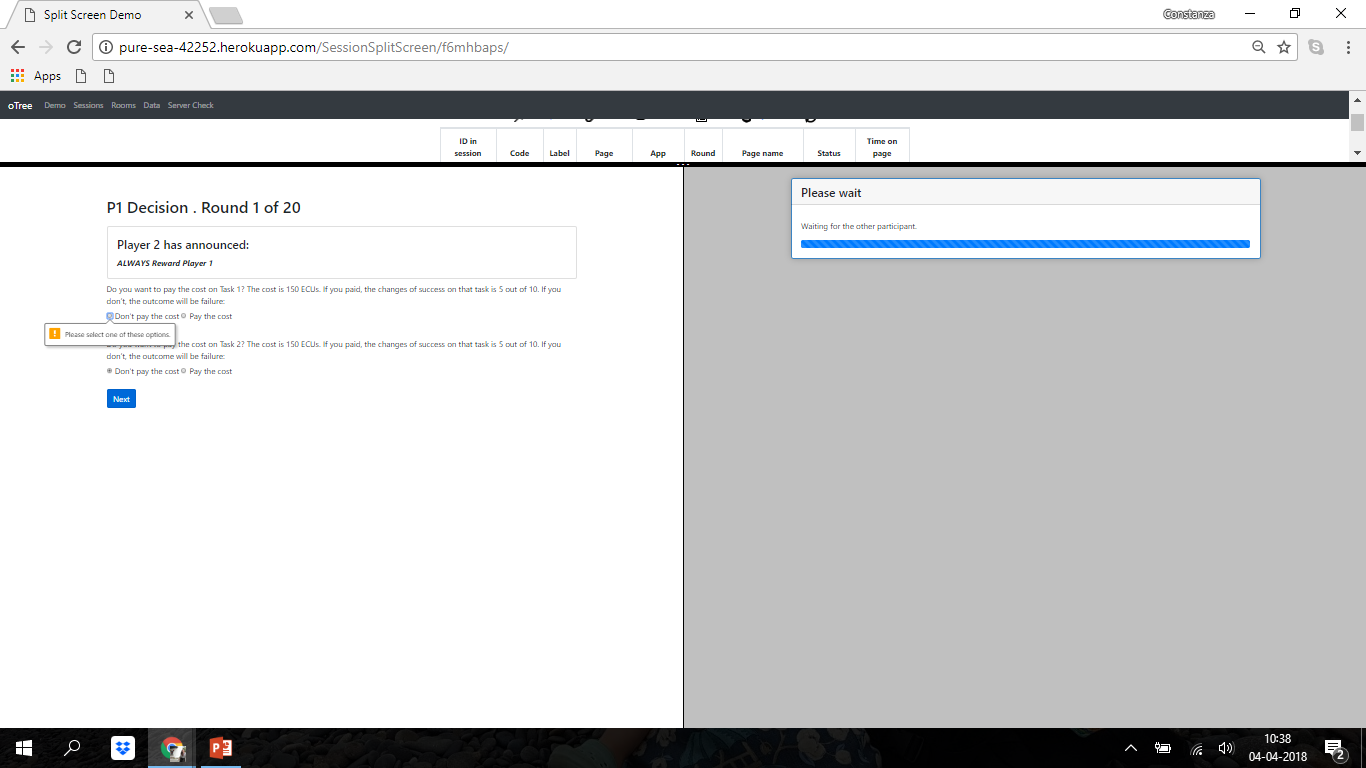 Split Screen Demo
Constanza
pure-sea-42252.herokuapp.com/SessionSplitScreen/f6mhbaps/
Apps
oTree Demo Sessions Rooms Data Server Check
ID in session Code Label Page App Round Page name Status Time on page
P1 Decision . Round 1 of 20
Player 2 has announced:
ALWAYS Reward Player 1
Do you want to pay the cost on Task 1? The cost is 150 ECUs. If you paid, the changes of success on that task is 5 out of 10. If you
don't, the outcome will be failure:
Don't pay the cost Pay the cost
Please select one of these options.
pay the cost on Task 2? The cost is 150 ECUs. If you paid, the changes of success on that task is 5 out of 10. If you
don't, the outcome will be failure:
Don't pay the cost Pay the cost
Next
Please wait
Waiting for the other participant.
10:38
04-04-2018
2